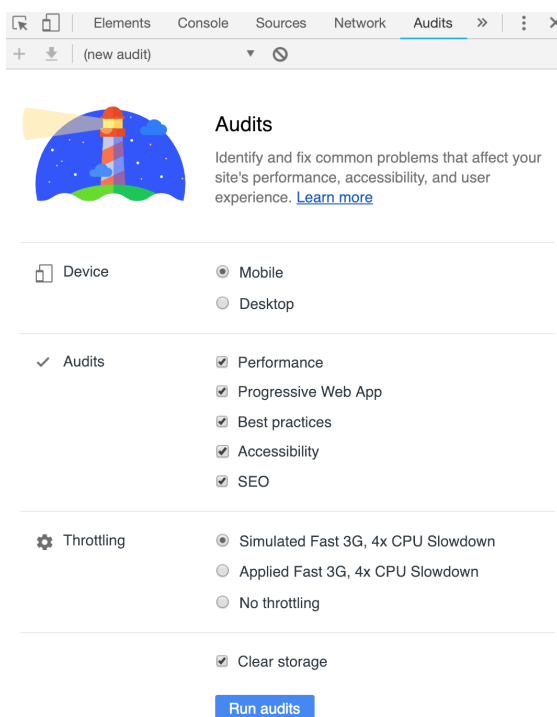 Elements Console Sources Network Audits
(new audit)
Audits
Identify and fix common problems that affect your
site's performance, accessibility, and user
experience. Learn more
Device
Mobile
Desktop
Audits
Performance
Progressive Web App
Best practices
Accessibility
SEO
Throttling
Simulated Fast 3G, 4x CPU Slowdown
Applied Fast 3G, 4x CPU Slowdown
No throttling
Clear storage
Run audits